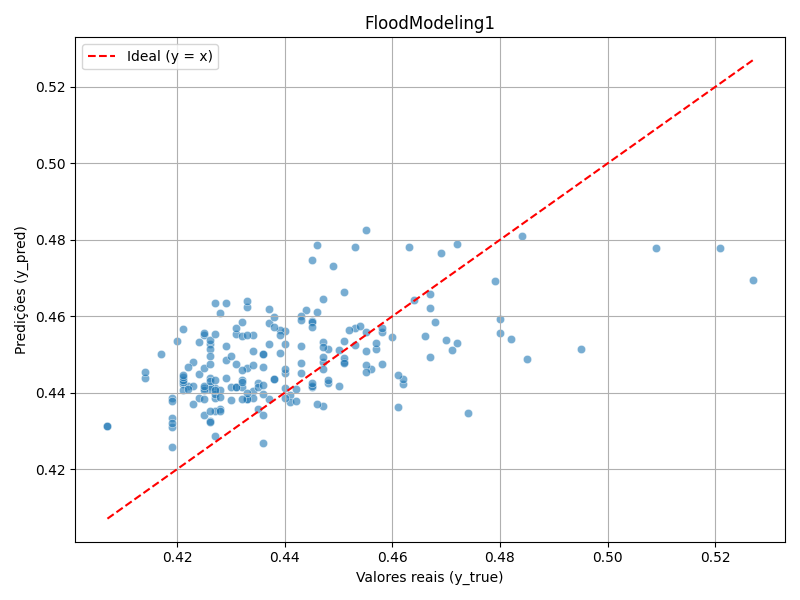 FloodModeling1
Ideal (y = x)
Predições (y_pred)
0.52
0.50
0.48
0.46
0.44
0.42
0.42 0.44 0.46 0.48 0.50 0.52
Valores reais (y_true)